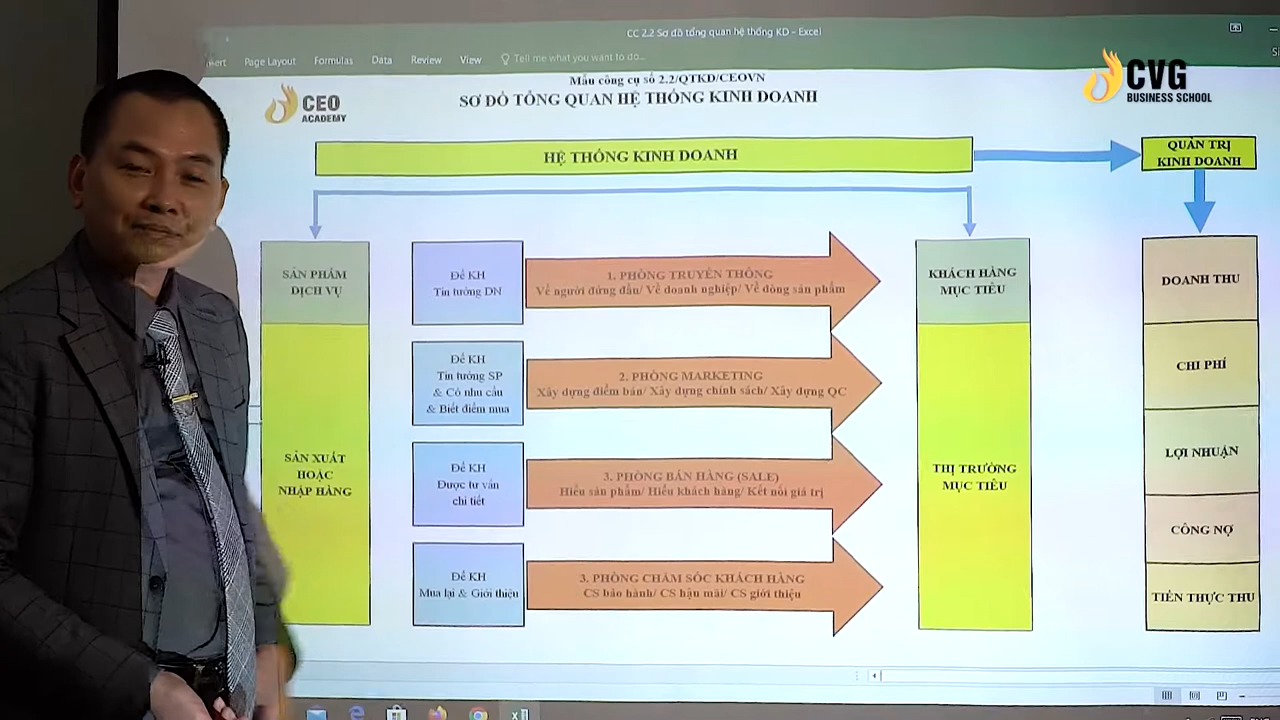 CC 2.2 Sơ đồ tổng quan hệ thống KD - Excel
Page Layout
Formulas
Data
Review
View
Tell me what you want to do...
Mẫu công cụ số 2.2/QTKD/CEOVN
SƠ ĐỒ TỔNG QUAN HỆ THỐNG KINH DOANH
CEO
ACADEMY
CVG
BUSINESS SCHOOL
HỆ THỐNG KINH DOANH
QUẢN TRỊ
KINH DOANH
SẢN PHẨM
DỊCH VỤ
SẢN XUẤT
HOẶC
NHẬP HÀNG
Để KH
Tin tưởng DN
1. PHÒNG TRUYỀN THÔNG
Về người đứng đầu/ Về doanh nghiệp/ Về dòng sản phẩm
Để KH
Tin tưởng SP
& Có nhu cầu
& Biết điểm mua
2. PHÒNG MARKETING
Xây dựng điểm bán/ Xây dựng chính sách/ Xây dựng QC
Để KH
Được tư vấn
chi tiết
3. PHÒNG BÁN HÀNG (SALE)
Hiểu sản phẩm/ Hiểu khách hàng/ Kết nối giá trị
Để KH
Mua lại & Giới thiệu
3. PHÒNG CHĂM SÓC KHÁCH HÀNG
CS bảo hành/ CS hậu mãi/ CS giới thiệu
KHÁCH HÀNG
MỤC TIÊU
THỊ TRƯỜNG
MỤC TIÊU
DOANH THU
CHI PHÍ
LỢI NHUẬN
CÔNG NỢ
TIỀN THỰC THU